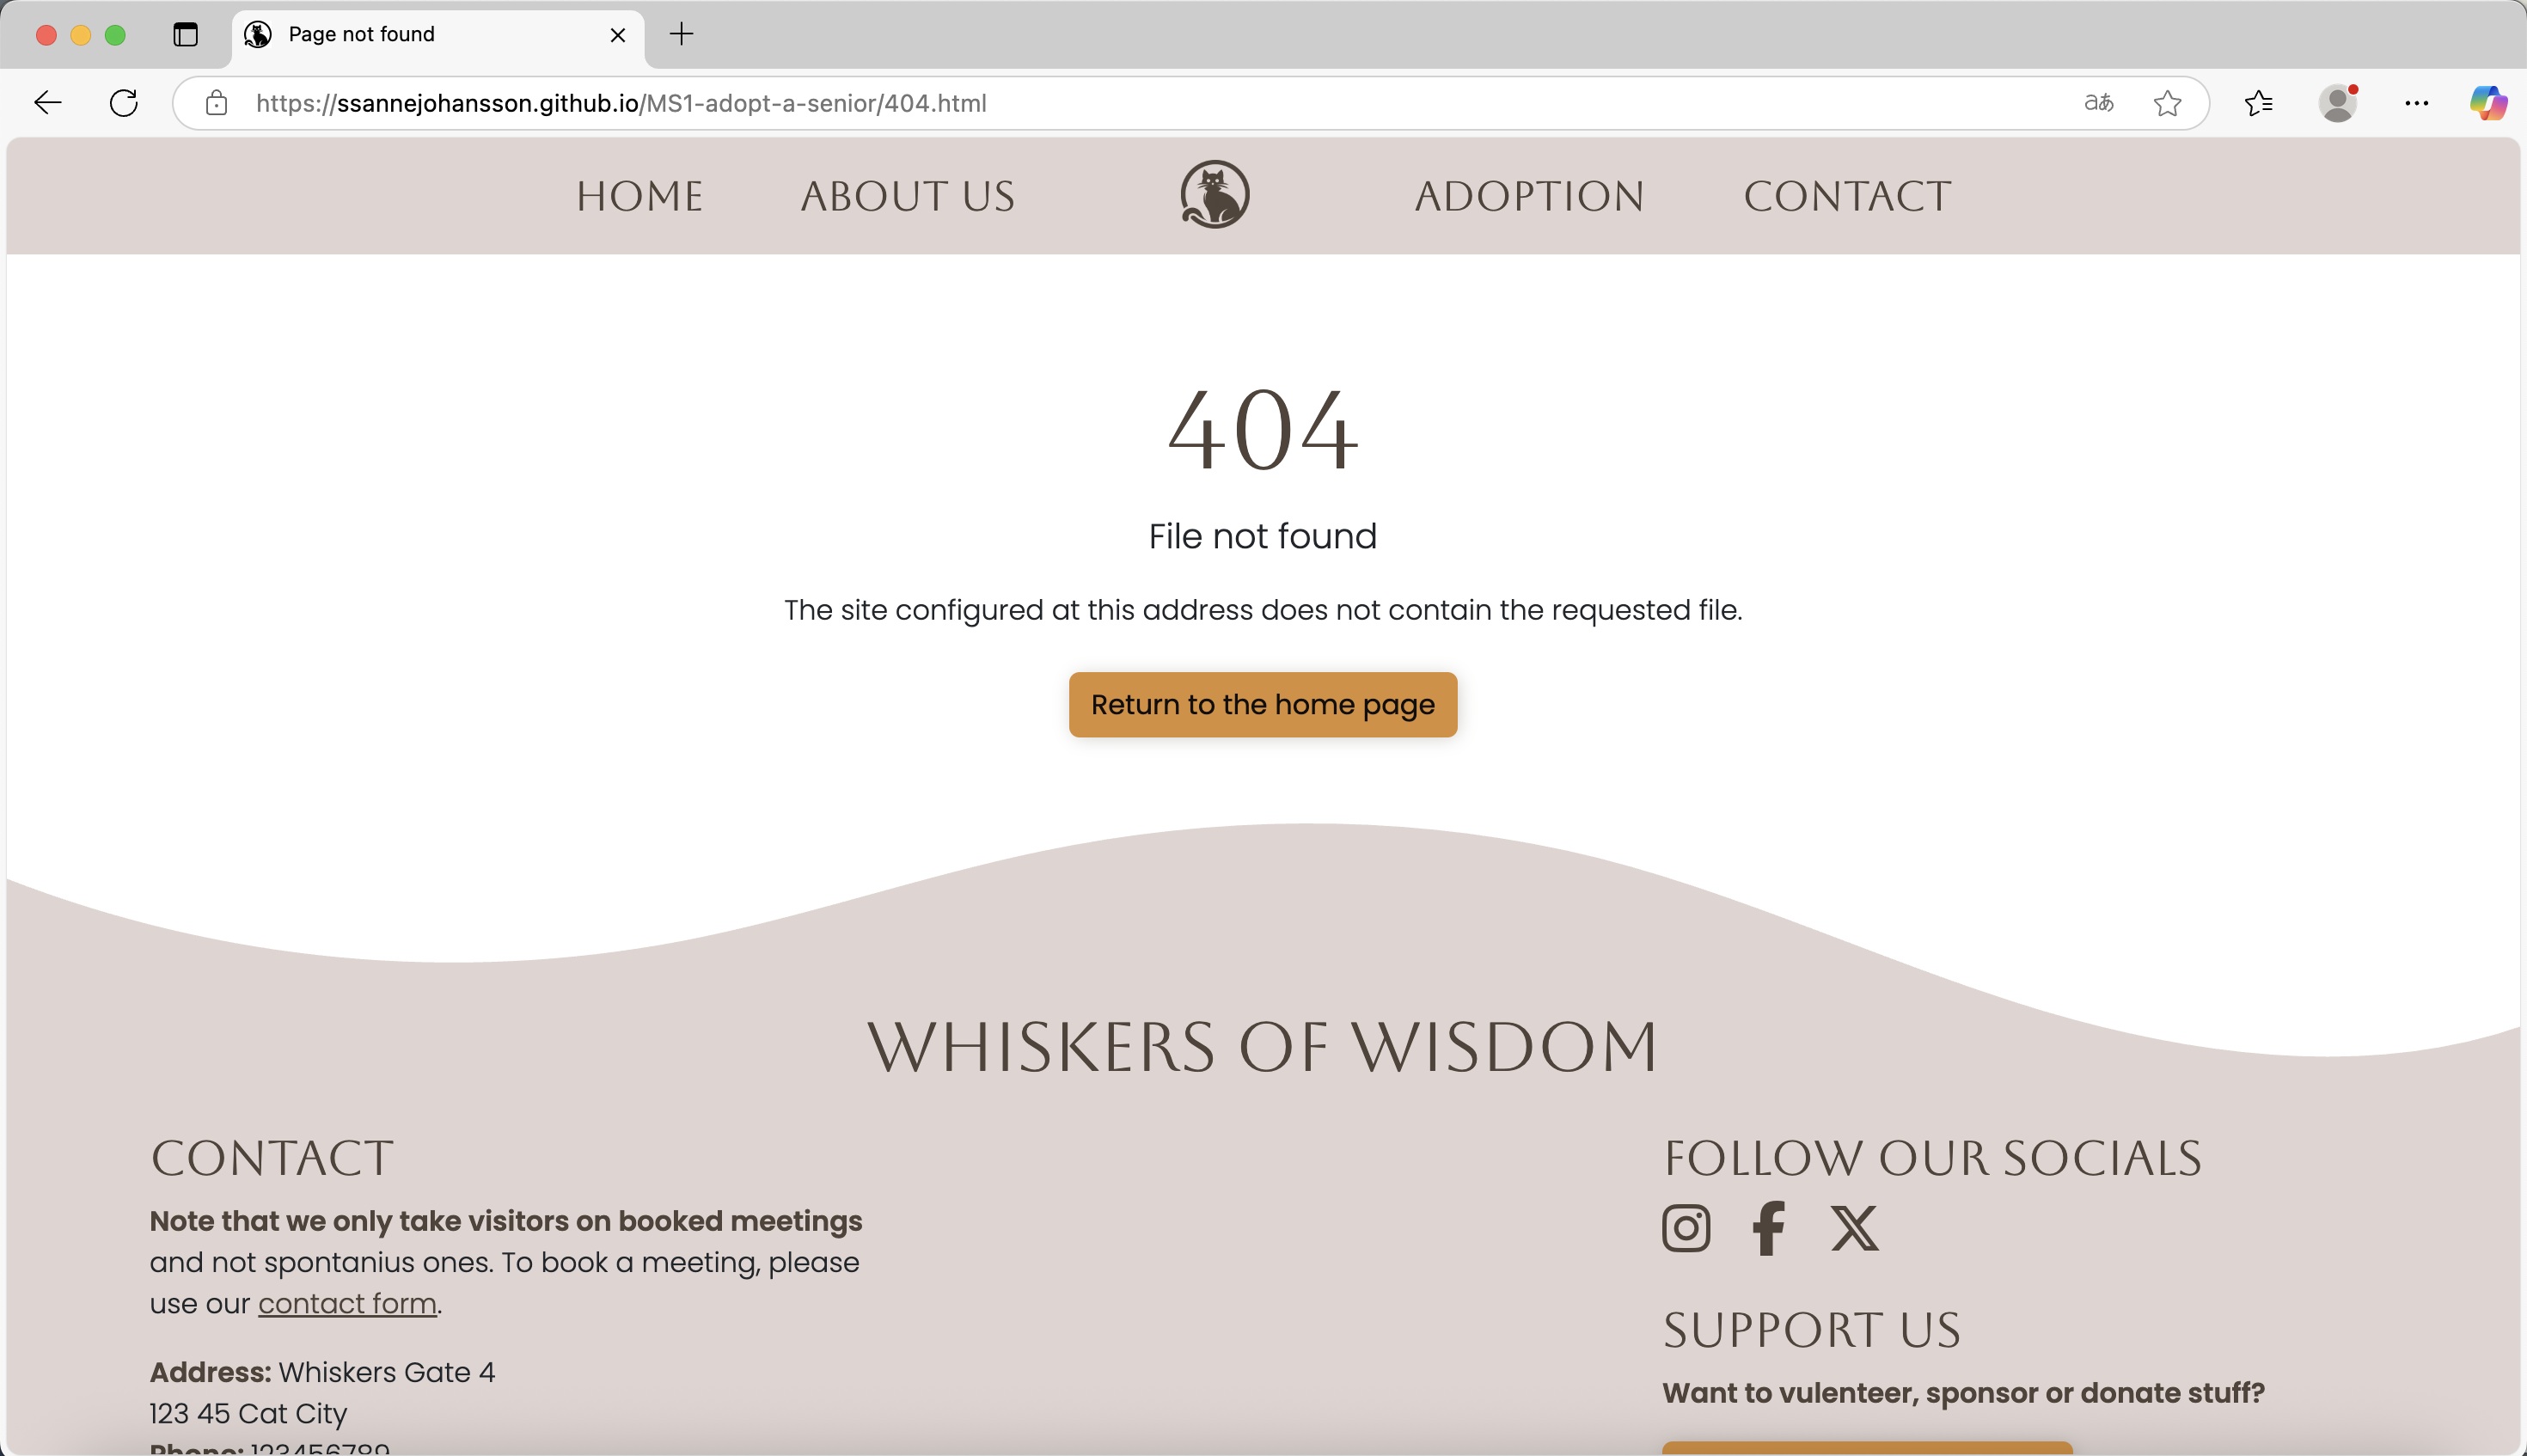 Page not found
https://ssannejohansson.github.io/MS1-adopt-a-senior/404.html
aあ
HOME ABOUT US ADOPTION CONTACT
404
File not found
The site configured at this address does not contain the requested file.
Return to the home page
WHISKERS OF WISDOM
CONTACT
Note that we only take visitors on booked meetings
and not spontanius ones. To book a meeting, please
use our contact form.
Address: Whiskers Gate 4
123 45 Cat City
Phone: 123456789
FOLLOW OUR SOCIALS
SUPPORT US
Want to vulenteer, sponsor or donate stuff?